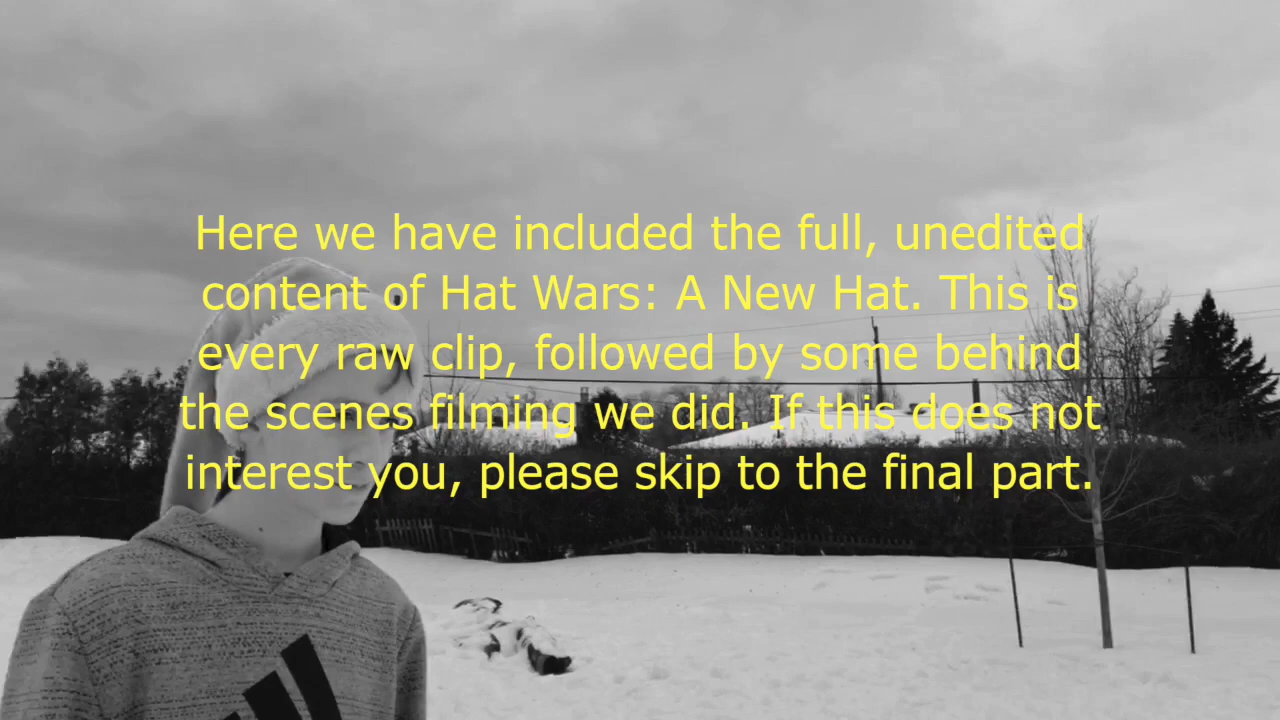 Here we have included the full, unedited
content of Hat Wars: A New Hat. This is
every raw clip, followed by some behind
the scenes filming we did. If this does not
interest you, please skip to the final part.